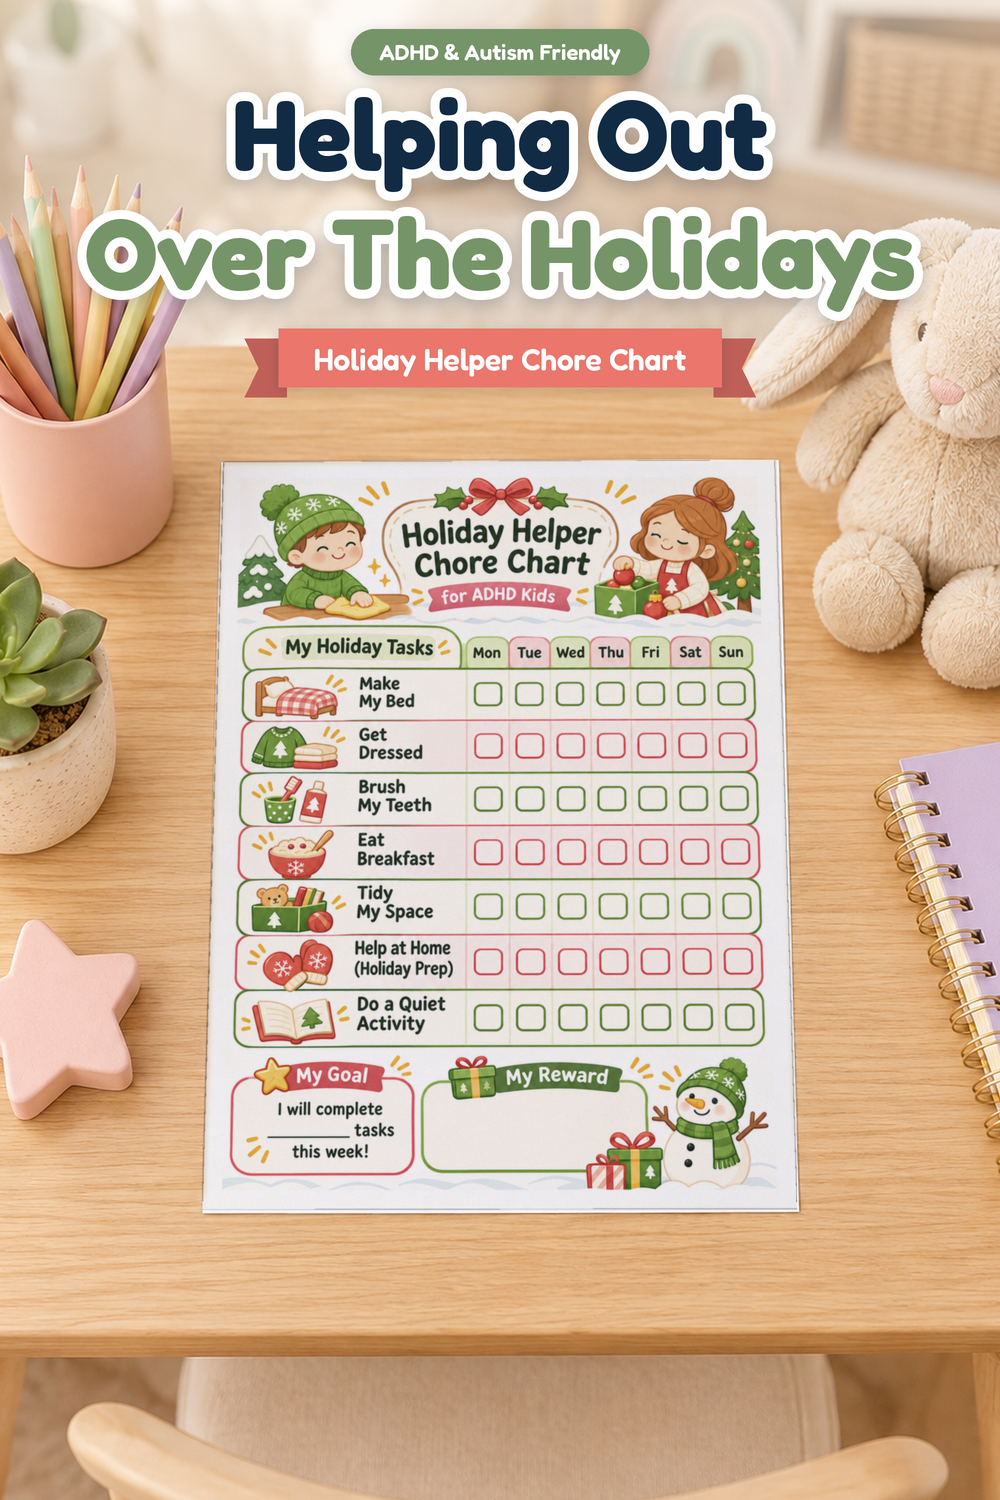 ADHD & Autism Friendly
Helping Out
Over The Holidays
Holiday Helper Chore Chart
Holiday Helper
Chore Chart
for ADHD Kids
My Holiday Tasks Mon Tue Wed Thu Fri Sat Sun
Make
My Bed
Get
Dressed
Brush
My Teeth
Eat
Breakfast
Tidy
My Space
Help at Home
(Holiday Prep)
Do a Quiet
Activity
My Goal
I will complete
__________ tasks
this week!
My Reward